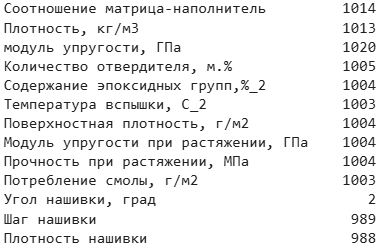 Соотношение матрица-наполнитель 1014
Плотность, кг/м3 1013
модуль упругости, ГПа 1020
Количество отвердителя, м.% 1005
Содержание эпоксидных групп,%_2 1004
Температура вспышки, С_2 1003
Поверхностная плотность, г/м2 1004
Модуль упругости при растяжении, ГПа 1004
Прочность при растяжении, МПа 1004
Потребление смолы, г/м2 1003
Угол нашивки, град 2
Шаг нашивки 989
Плотность нашивки 988